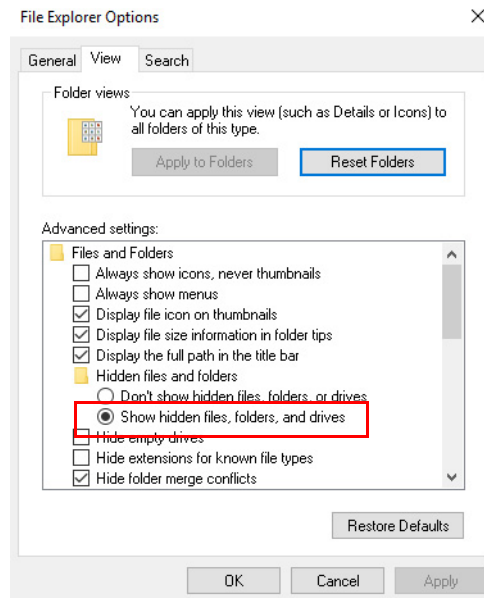 File Explorer Options
General View Search
Folder views
You can apply this view (such as Details or Icons) to
all folders of this type.
Apply to Folders Reset Folders
Advanced settings:
Files and Folders
Always show icons, never thumbnails
Always show menus
Display file icon on thumbnails
Display file size information in folder tips
Display the full path in the title bar
Hidden files and folders
Don't show hidden files, folders, or drives
Show hidden files, folders, and drives
Hide empty drives
Hide extensions for known file types
Hide folder merge conflicts
Restore Defaults
OK Cancel Apply